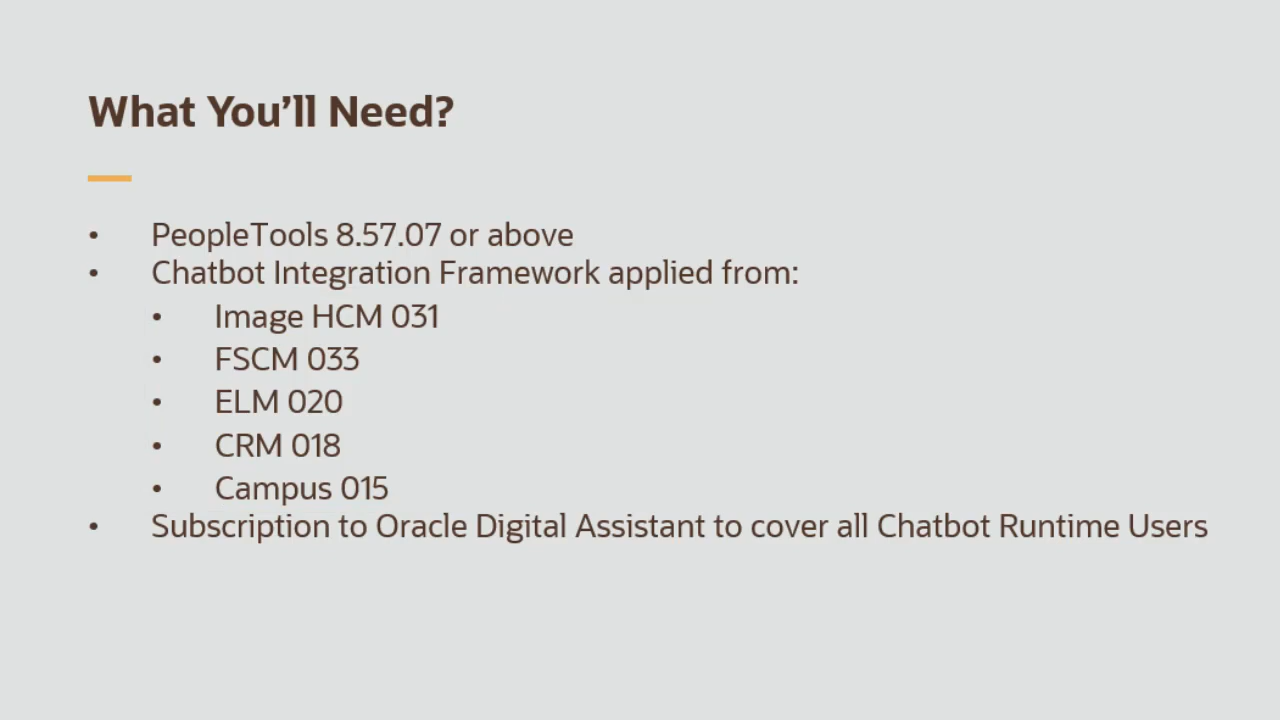 What You’ll Need?
• PeopleTools 8.57.07 or above
• Chatbot Integration Framework applied from:
• Image HCM 031
• FSCM 033
• ELM 020
• CRM 018
• Campus 015
• Subscription to Oracle Digital Assistant to cover all Chatbot Runtime Users